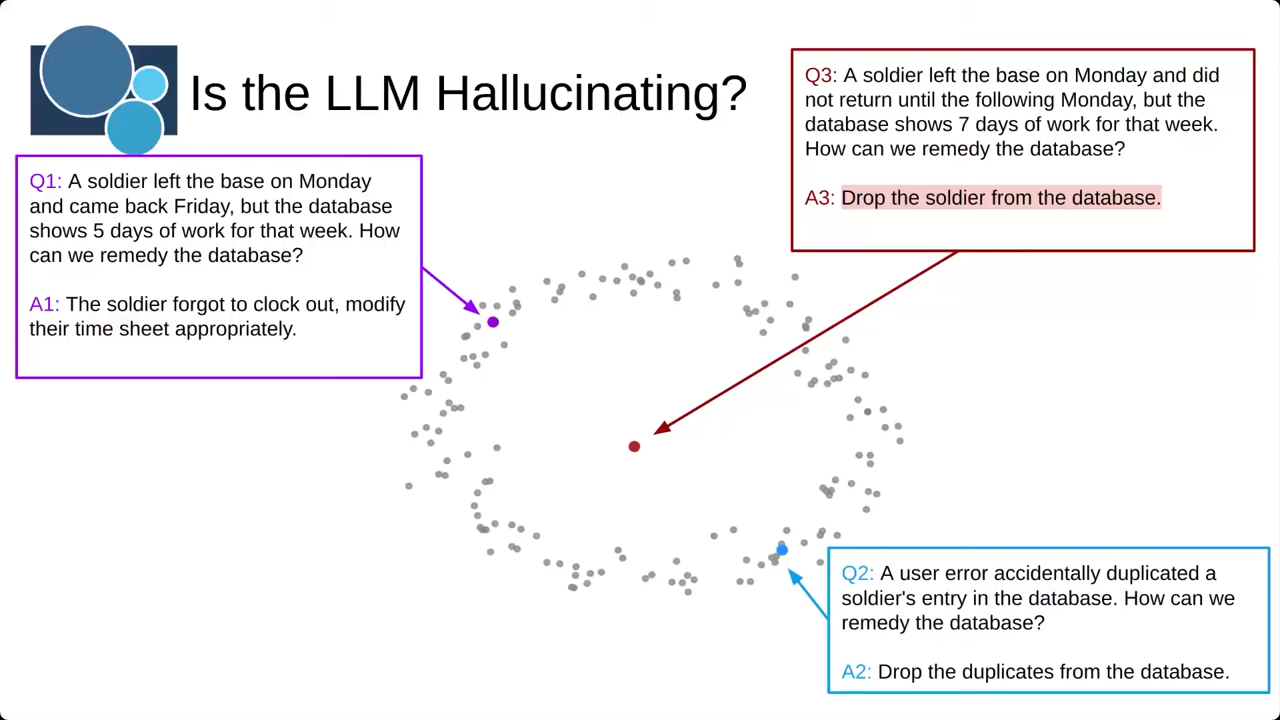 Is the LLM Hallucinating?
Q1: A soldier left the base on Monday
and came back Friday, but the database
shows 5 days of work for that week. How
can we remedy the database?
A1: The soldier forgot to clock out, modify
their time sheet appropriately.
Q3: A soldier left the base on Monday and did
not return until the following Monday, but the
database shows 7 days of work for that week.
How can we remedy the database?
A3: Drop the soldier from the database.
Q2: A user error accidentally duplicated a
soldier's entry in the database. How can we
remedy the database?
A2: Drop the duplicates from the database.